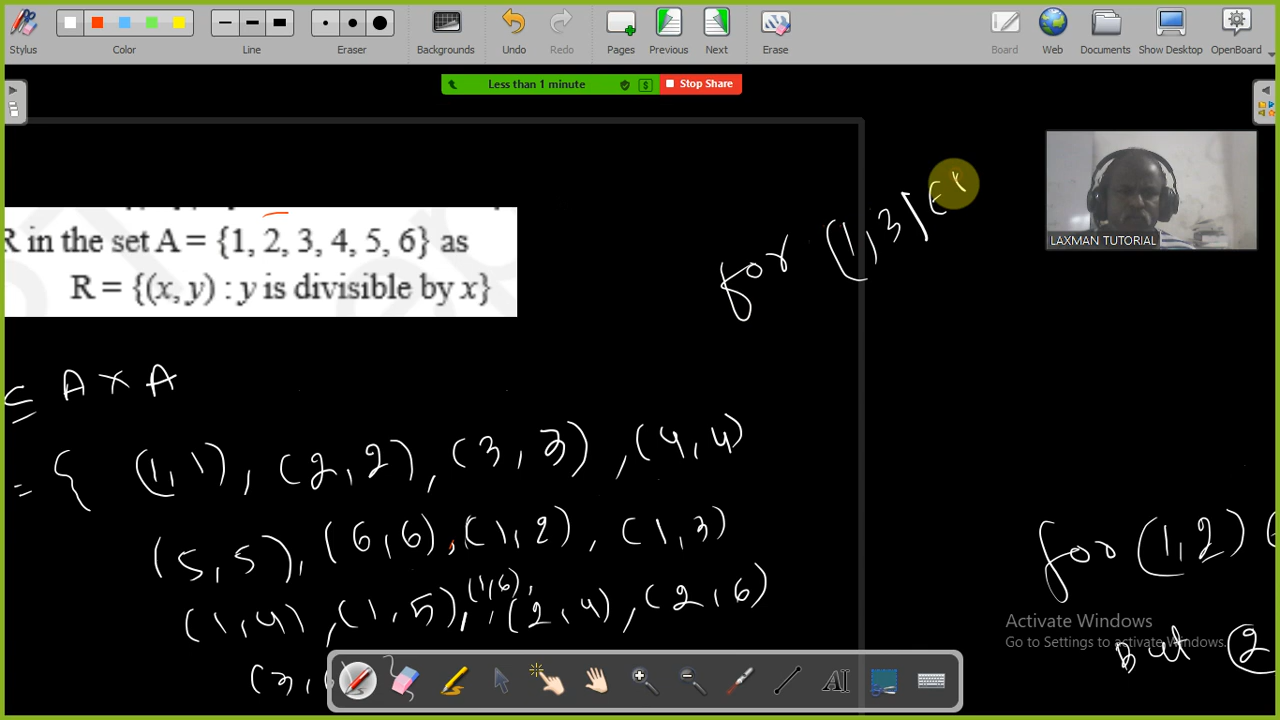 Stylus Color Line Eraser Backgrounds Undo Redo Pages Previous Next Erase Board Web Documents Show Desktop OpenBoard
Less than 1 minute Stop Share
LAXMAN TUTORIAL
R in the set A = {1, 2, 3, 4, 5, 6} as
R = {(x, y) : y is divisible by x}
for (1,3) ∈
⊆ A × A
= { (1,1), (2,2), (3,3), (4,4)
(5,5), (6,6), (1,2), (1,3)
(1,4), (1,5), (1,6), (2,4), (2,6)
for (1,2)
But (2
Activate Windows
Go to Settings to activate Windows.